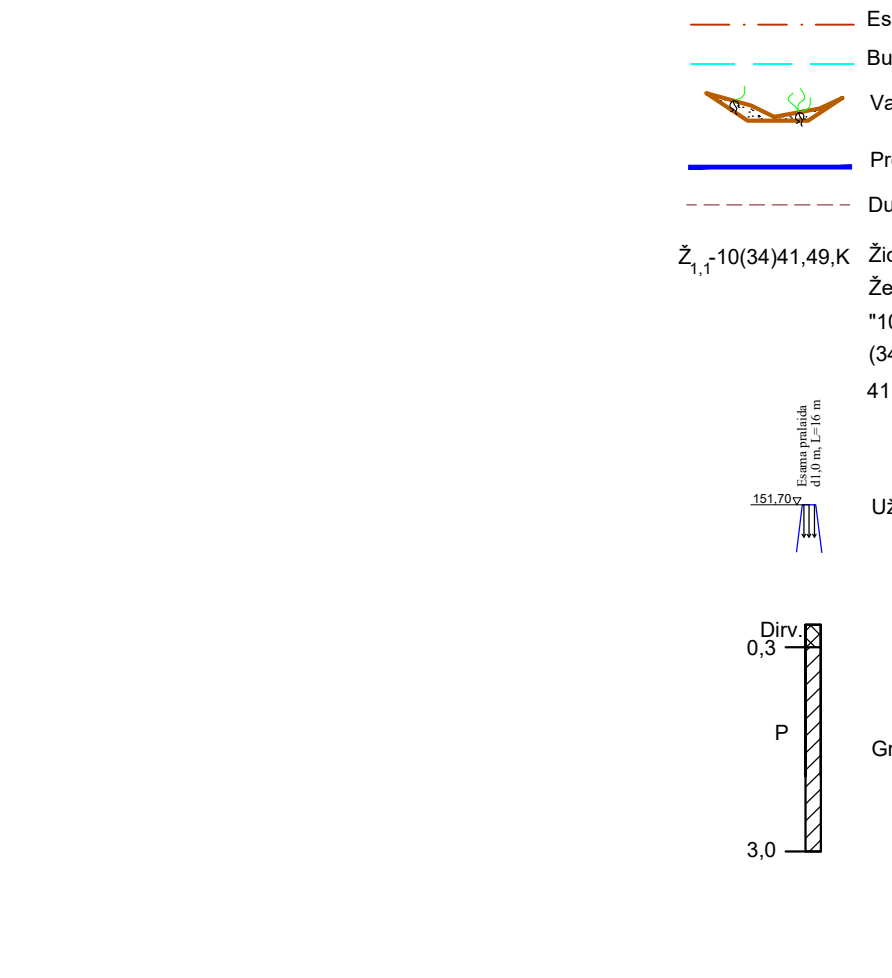 Es
Bu
Va
Pr
Du
Ž1,1-10(34)41,49,K
Že
"10
(34
41
Esama pralaida
d1,0 m, L=16 m
151,70
Už
Dirv.
0,3
P
Gr
3,0